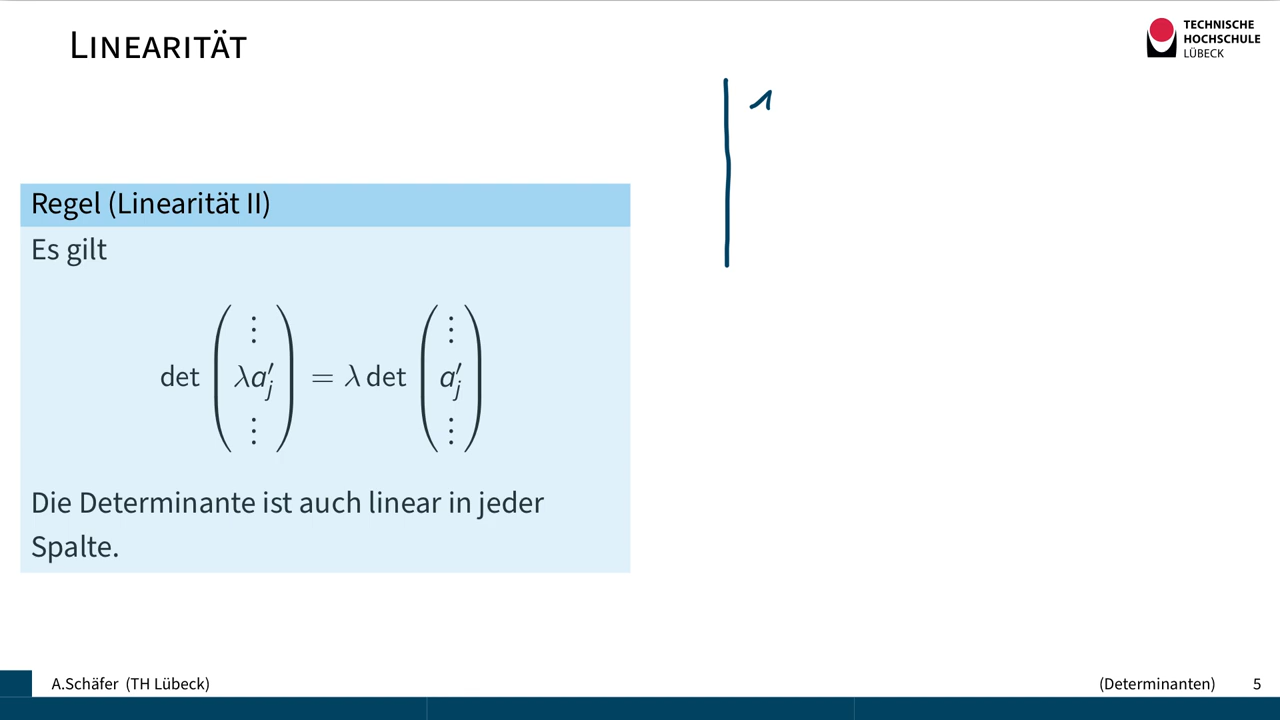 LINEARITÄT
TECHNISCHE
HOCHSCHULE
LÜBECK
Regel (Linearität II)
Es gilt
det ( ⋮ λa′ⱼ ⋮ ) = λ det ( ⋮ a′ⱼ ⋮ )
Die Determinante ist auch linear in jeder
Spalte.
| 1
A.Schäfer (TH Lübeck)
(Determinanten) 5